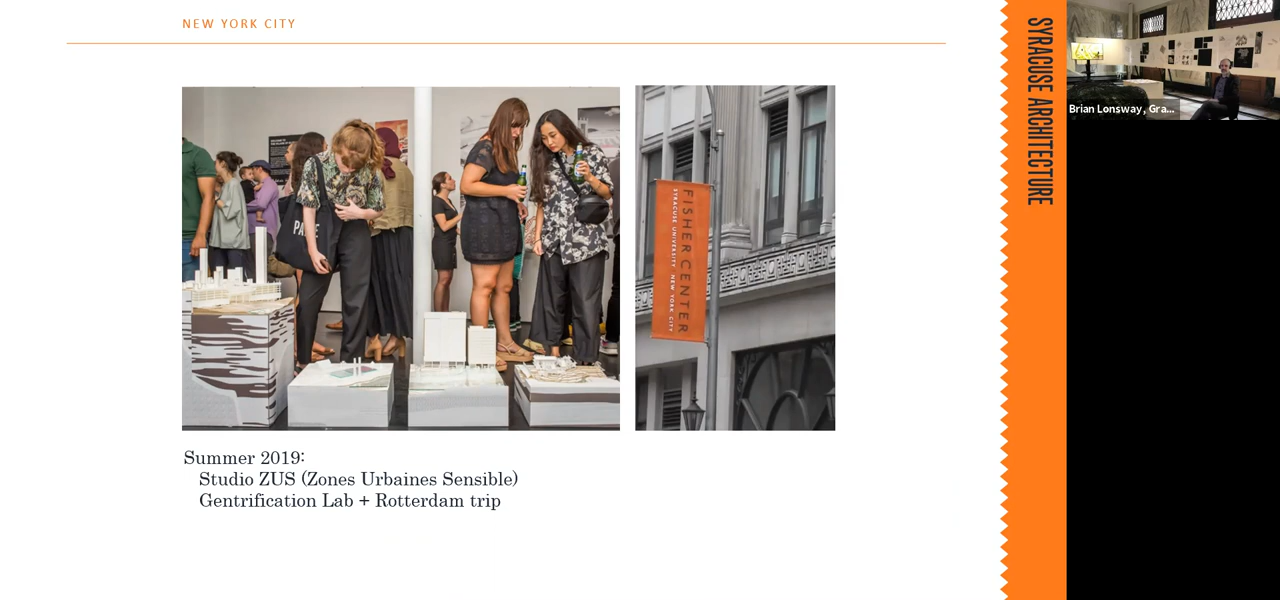 NEW YORK CITY
SYRACUSE ARCHITECTURE
Brian Lonsway, Gra...
FISHER CENTER
SYRACUSE UNIVERSITY NEW YORK CITY
Summer 2019:
Studio ZUS (Zones Urbaines Sensible)
Gentrification Lab + Rotterdam trip